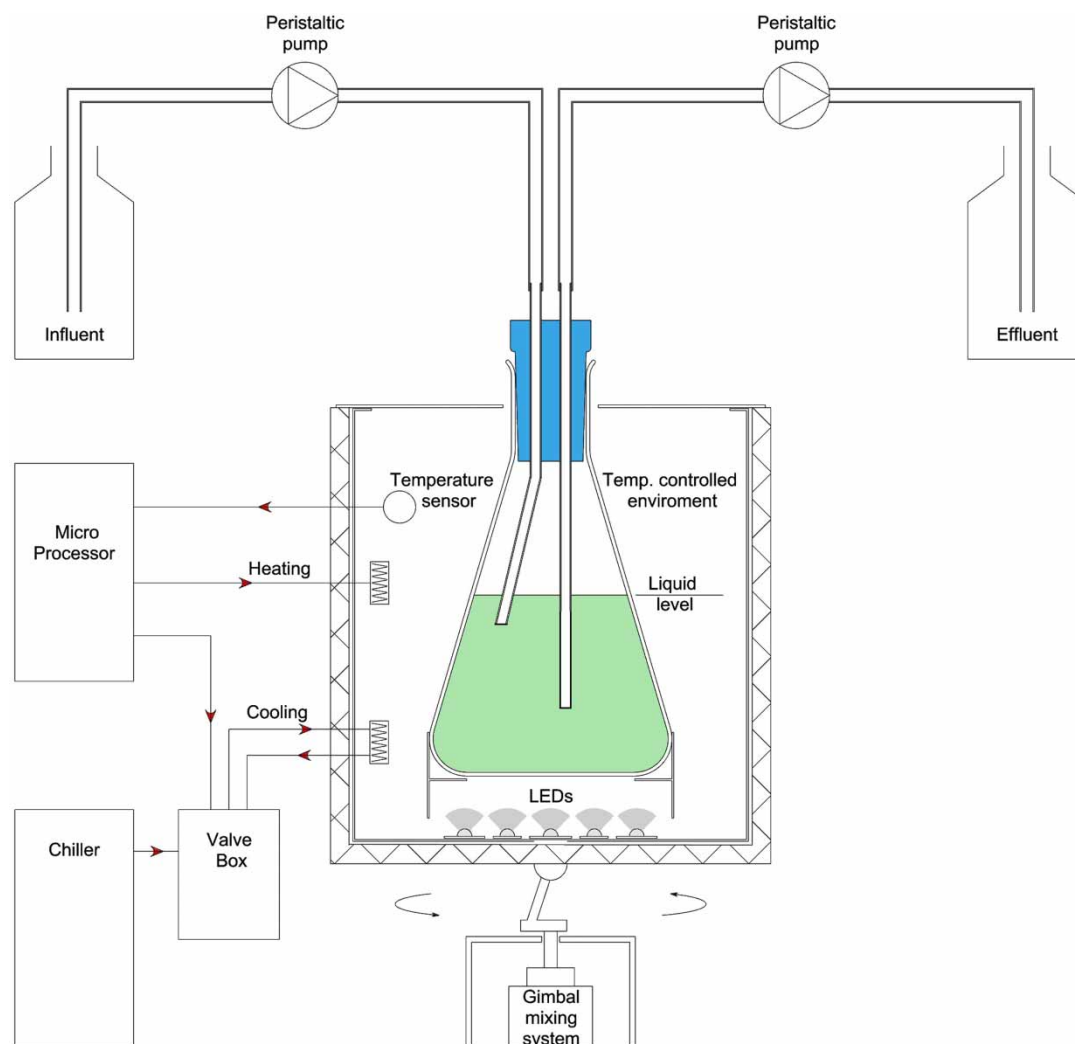 Peristaltic
pump
Peristaltic
pump
Influent
Effluent
Temperature
sensor
Temp. controlled
enviroment
Micro
Processor
Heating
Liquid
level
Cooling
LEDs
Chiller
Valve
Box
Gimbal
mixing
system